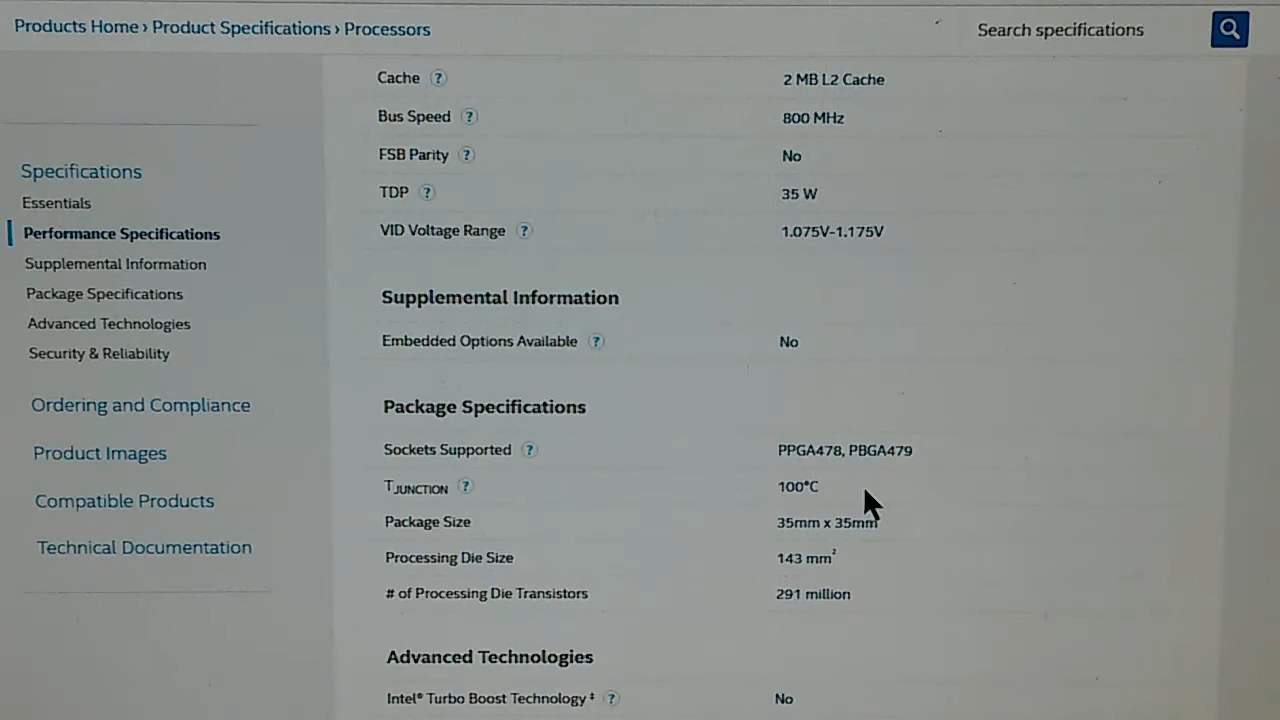 Products Home › Product Specifications › Processors
Search specifications
Cache ? 2 MB L2 Cache
Bus Speed ? 800 MHz
FSB Parity ? No
TDP ? 35 W
VID Voltage Range ? 1.075V-1.175V
Specifications
Essentials
Performance Specifications
Supplemental Information
Package Specifications
Advanced Technologies
Security & Reliability
Ordering and Compliance
Product Images
Compatible Products
Technical Documentation
Supplemental Information
Embedded Options Available ? No
Package Specifications
Sockets Supported ? PPGA478, PBGA479
TJUNCTION ? 100°C
Package Size 35mm x 35mm
Processing Die Size 143 mm²
# of Processing Die Transistors 291 million
Advanced Technologies
Intel® Turbo Boost Technology ‡ ? No